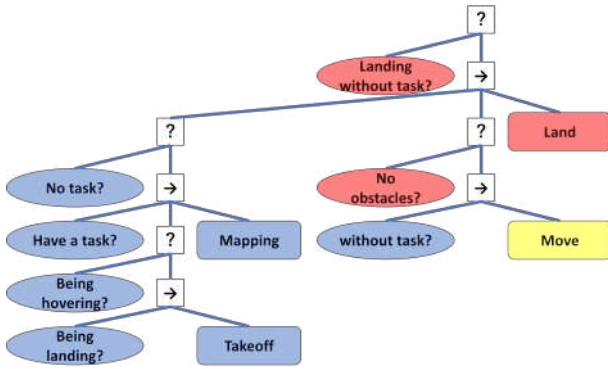 ?
Landing
without task?
→
?
?
Land
No task?
→
No
obstacles?
→
Have a task?
?
Mapping
without task?
Move
Being
hovering?
→
Being
landing?
Takeoff